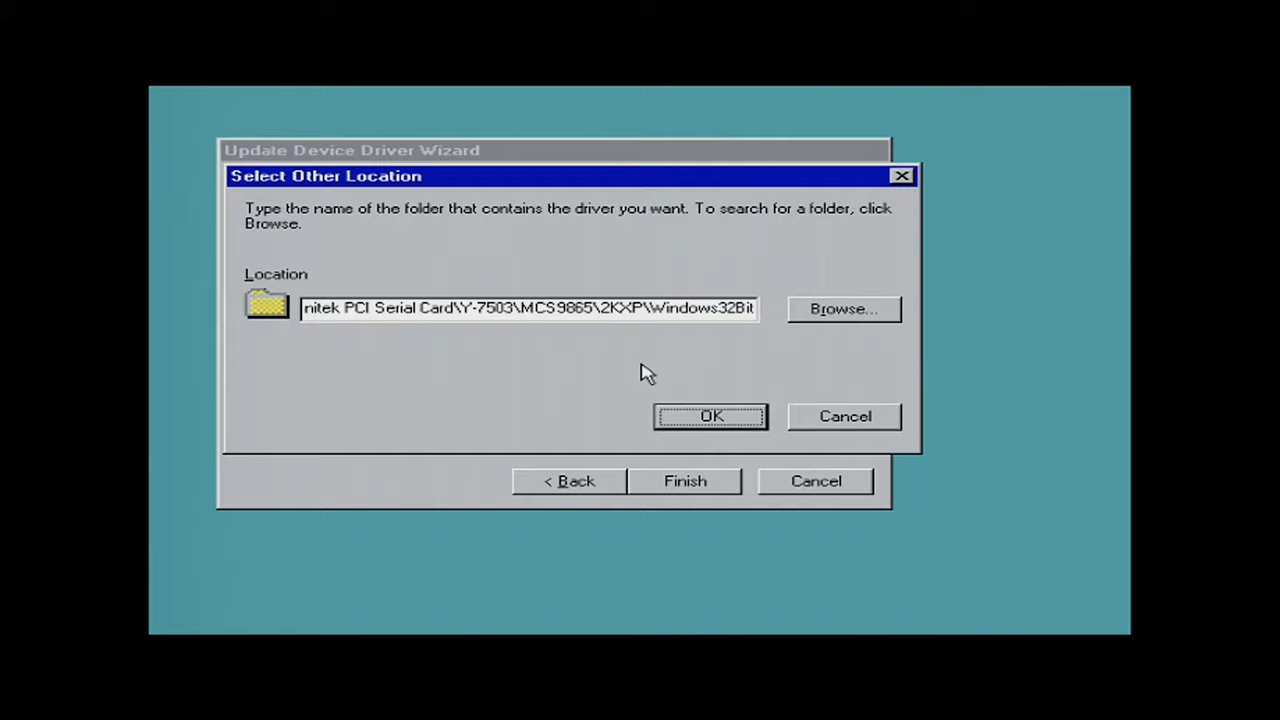 Update Device Driver Wizard
Select Other Location
Type the name of the folder that contains the driver you want. To search for a folder, click
Browse.
Location
nitek PCI Serial Card\Y-7503\MCS9865\2KXP\Windows32Bit
Browse...
OK
Cancel
< Back
Finish
Cancel